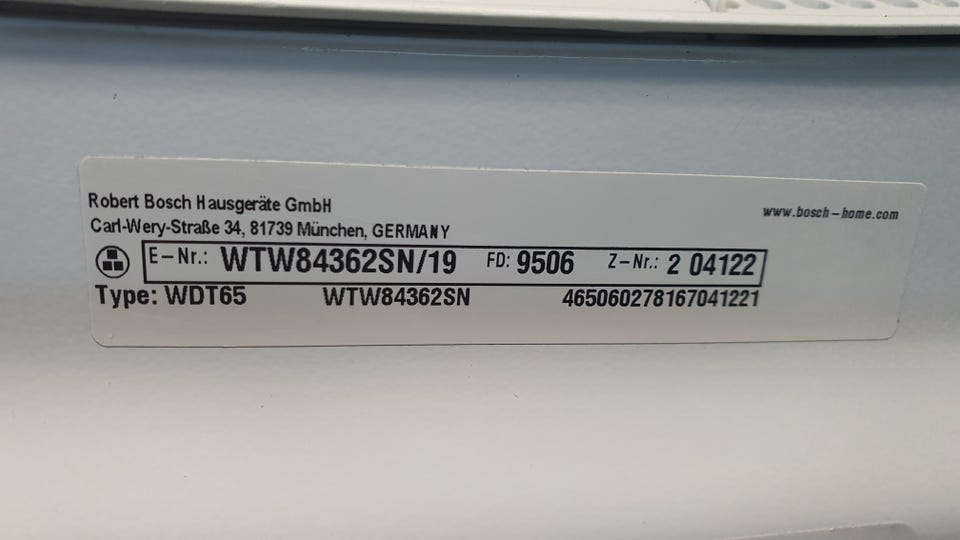 Robert Bosch Hausgeräte GmbH
www.bosch-home.com
Carl-Wery-Straße 34, 81739 München, GERMANY
E-Nr.: WTW84362SN/19 FD: 9506 Z-Nr.: 2 04122
Type: WDT65 WTW84362SN 465060278167041221